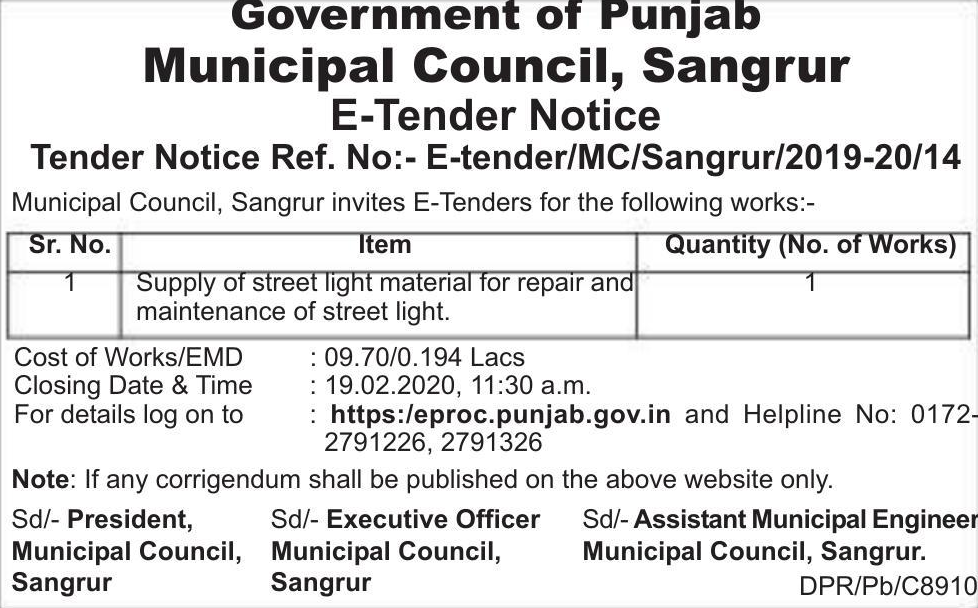 Government of Punjab
Municipal Council, Sangrur
E-Tender Notice
Tender Notice Ref. No:- E-tender/MC/Sangrur/2019-20/14
Municipal Council, Sangrur invites E-Tenders for the following works:-
Sr. No. Item Quantity (No. of Works)
1 Supply of street light material for repair and 1
maintenance of street light.
Cost of Works/EMD : 09.70/0.194 Lacs
Closing Date & Time : 19.02.2020, 11:30 a.m.
For details log on to : https:/eproc.punjab.gov.in and Helpline No: 0172-
2791226, 2791326
Note: If any corrigendum shall be published on the above website only.
Sd/- President, Sd/- Executive Officer Sd/- Assistant Municipal Engineer
Municipal Council, Municipal Council, Municipal Council, Sangrur.
Sangrur Sangrur DPR/Pb/C8910